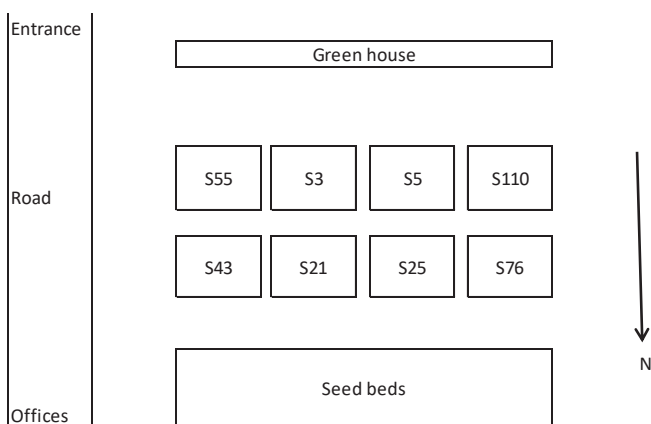 Entrance
Green house
S55 S3 S5 S110
Road
S43 S21 S25 S76
N
Seed beds
Offices